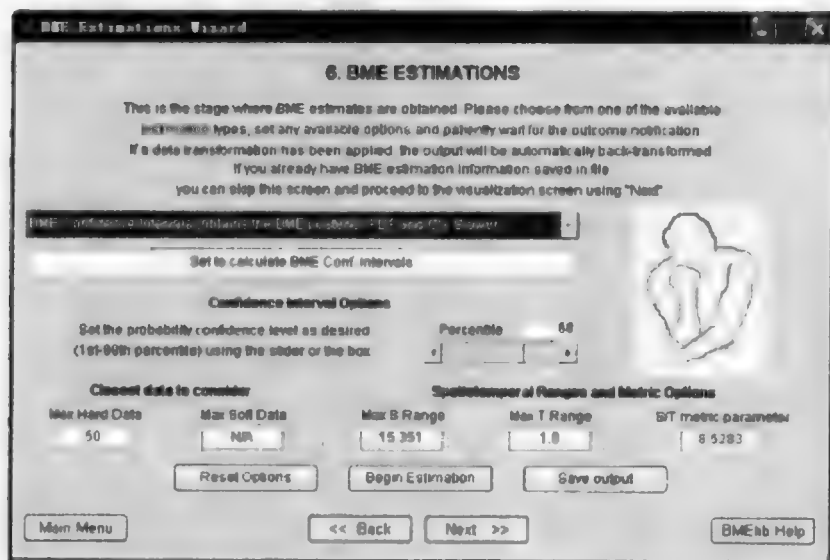 BME Estimations Wizard
6. BME ESTIMATIONS
This is the stage where BME estimates are obtained. Please choose from one of the available
types, set any available options and patiently wait for the outcome notification
If a data transformation has been applied, the output will be automatically back-transformed
If you already have BME estimation information saved in file
you can skip this screen and proceed to the visualization screen using "Next"
BME Confidence Intervals: obtains the BME
Set to calculate BME Conf. intervals
Confidence Interval Options
Set the probability confidence level as desired
Percentile 68
(1st-99th percentile) using the slider or the box
Closest data to consider
Spatiotemporal Ranges and Metric Options
Max Hard Data
Max Soft Data
Max S Range
Max T Range
S/T metric parameter
50
N/A
15.351
1.0
8.5283
Reset Options
Begin Estimation
Save output
Main Menu
<< Back
Next >>
BMElib Help